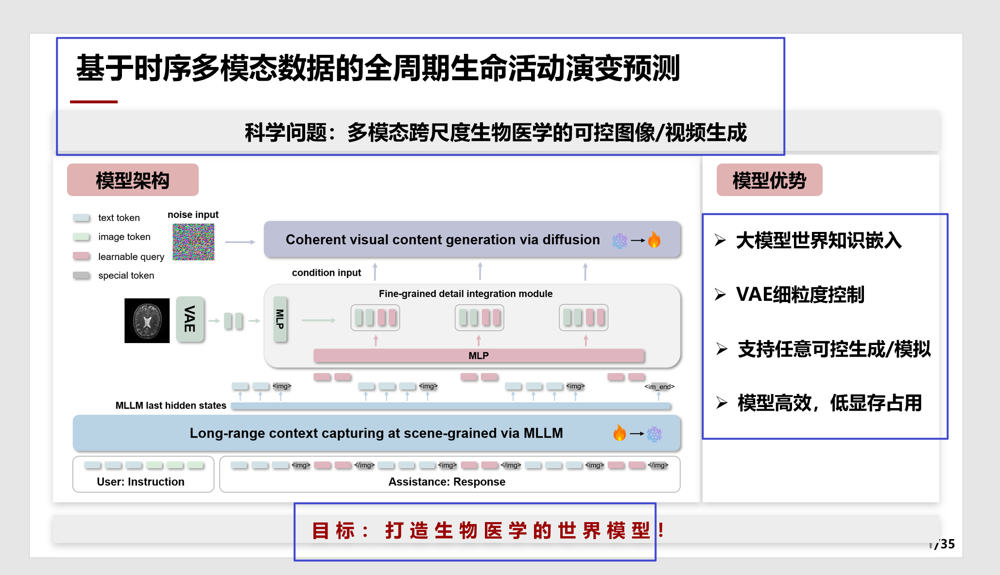 基于时序多模态数据的全周期生命活动演变预测
科学问题：多模态跨尺度生物医学的可控图像/视频生成
模型架构
text token
image token
learnable query
special token
noise input
Coherent visual content generation via diffusion
condition input
Fine-grained detail integration module
VAE
MLP
MLP
<img>
<img>
<img>
<im_end>
MLLM last hidden states
Long-range context capturing at scene-grained via MLLM
<img> </img> <img> </img> <img> </img>
User: Instruction
Assistance: Response
模型优势
➢ 大模型世界知识嵌入
➢ VAE细粒度控制
➢ 支持任意可控生成/模拟
➢ 模型高效，低显存占用
目标：打造生物医学的世界模型！
/35